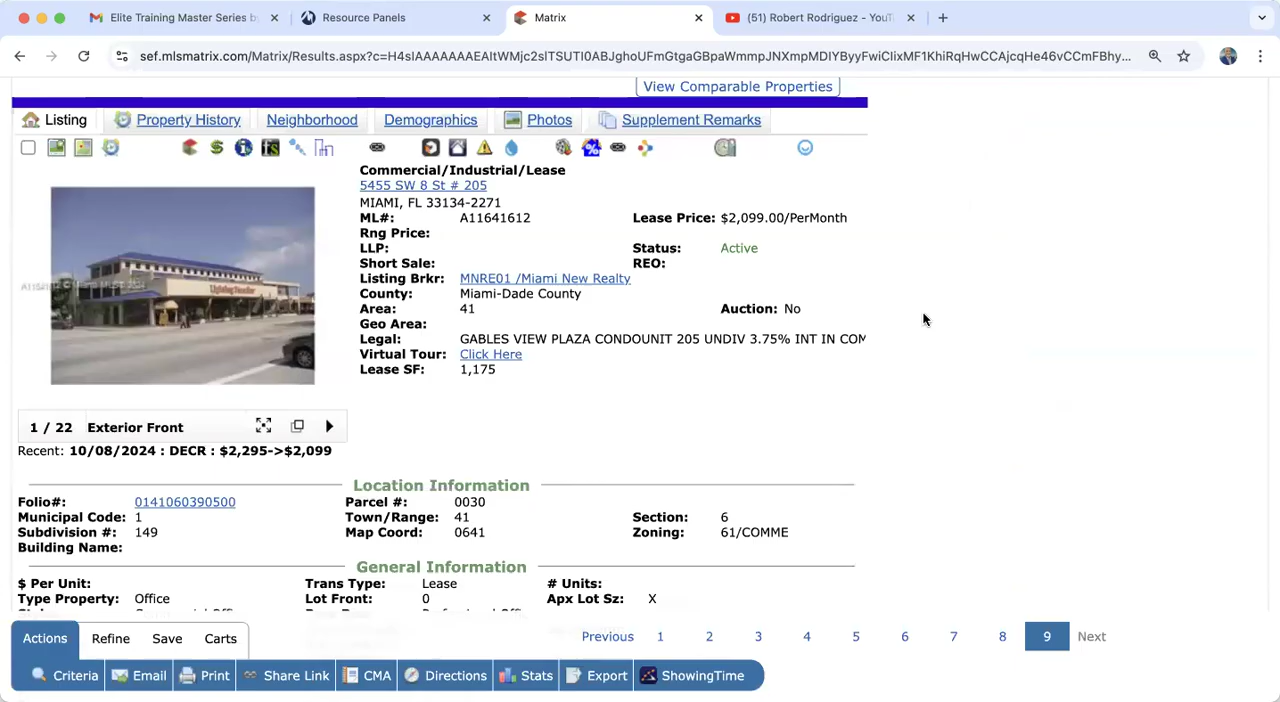 Elite Training Master Series by
Resource Panels
Matrix
(51) Robert Rodriguez - YouT
sef.mlsmatrix.com/Matrix/Results.aspx?c=H4sIAAAAAAAEAItWMjc2slTSUTI0ABJghoUFmGtgaGBpaWmmpJNXmpMDIYByyFwiClixMF1KhiRqHwCCAjcqHe46vCCmFBhy...
View Comparable Properties
Listing
Property History
Neighborhood
Demographics
Photos
Supplement Remarks
Commercial/Industrial/Lease
5455 SW 8 St # 205
MIAMI, FL 33134-2271
ML#: A11641612 Lease Price: $2,099.00/PerMonth
Rng Price:
LLP: Status: Active
Short Sale: REO:
Listing Brkr: MNRE01 /Miami New Realty
County: Miami-Dade County
Area: 41 Auction: No
Geo Area:
Legal: GABLES VIEW PLAZA CONDOUNIT 205 UNDIV 3.75% INT IN COM
Virtual Tour: Click Here
Lease SF: 1,175
1 / 22 Exterior Front
Recent: 10/08/2024 : DECR : $2,295->$2,099
Location Information
Folio#: 0141060390500 Parcel #: 0030
Municipal Code: 1 Town/Range: 41 Section: 6
Subdivision #: 149 Map Coord: 0641 Zoning: 61/COMME
Building Name:
General Information
$ Per Unit: Trans Type: Lease # Units:
Type Property: Office Lot Front: 0 Apx Lot Sz: X
Actions Refine Save Carts
Previous 1 2 3 4 5 6 7 8 9 Next
Criteria Email Print Share Link CMA Directions Stats Export ShowingTime